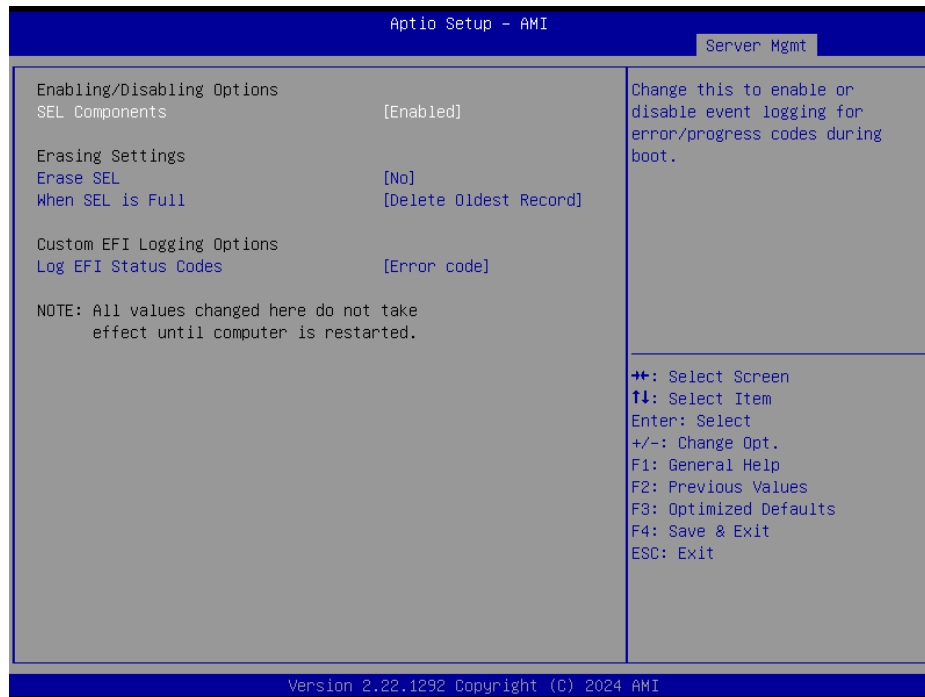 Aptio Setup – AMI
Server Mgmt
Enabling/Disabling Options
SEL Components [Enabled]
Erasing Settings
Erase SEL [No]
When SEL is Full [Delete Oldest Record]
Custom EFI Logging Options
Log EFI Status Codes [Error code]
NOTE: All values changed here do not take
effect until computer is restarted.
Change this to enable or
disable event logging for
error/progress codes during
boot.
→←: Select Screen
↑↓: Select Item
Enter: Select
+/-: Change Opt.
F1: General Help
F2: Previous Values
F3: Optimized Defaults
F4: Save & Exit
ESC: Exit
Version 2.22.1292 Copyright (C) 2024 AMI